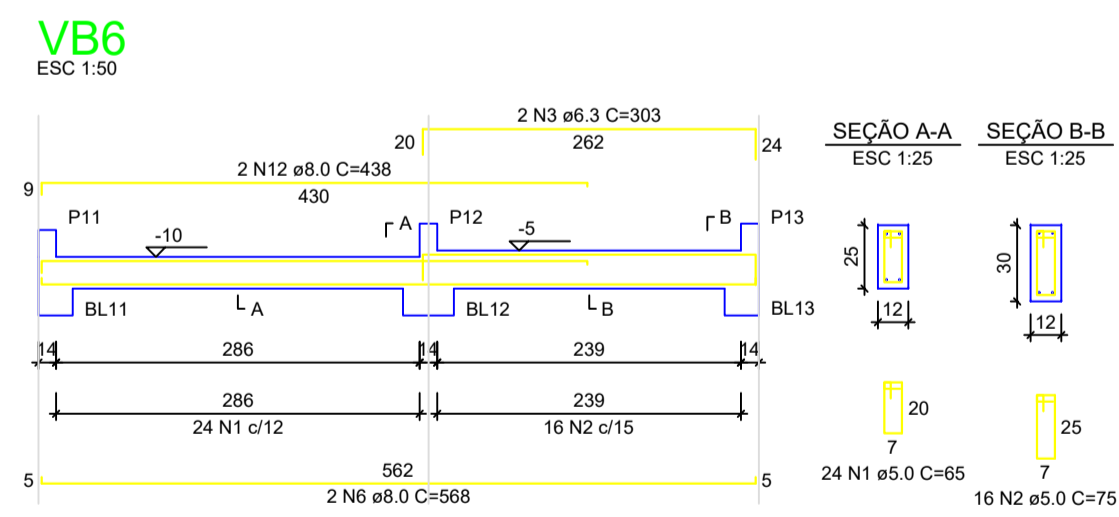 VB6
ESC 1:50
2 N3 ø6.3 C=303
20
262
24
2 N12 ø8.0 C=438
9
430
SEÇÃO A-A
ESC 1:25
SEÇÃO B-B
ESC 1:25
P11
-10
A
P12
-5
B
P13
25
12
30
12
BL11
A
BL12
B
BL13
14
286
14
239
14
286
24 N1 c/12
239
16 N2 c/15
20
7
24 N1 ø5.0 C=65
25
7
16 N2 ø5.0 C=75
5
562
5
2 N6 ø8.0 C=568